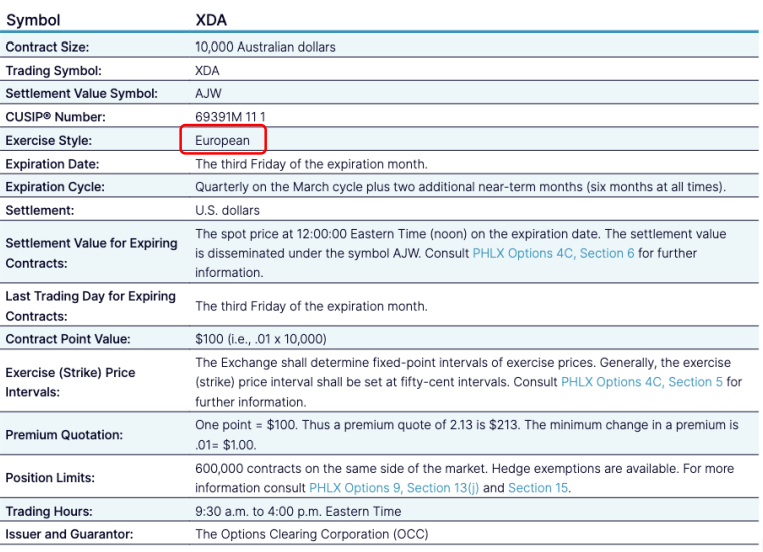 Symbol XDA
Contract Size: 10,000 Australian dollars
Trading Symbol: XDA
Settlement Value Symbol: AJW
CUSIP® Number: 69391M 11 1
Exercise Style: European
Expiration Date: The third Friday of the expiration month.
Expiration Cycle: Quarterly on the March cycle plus two additional near-term months (six months at all times).
Settlement: U.S. dollars
Settlement Value for Expiring
Contracts:
The spot price at 12:00:00 Eastern Time (noon) on the expiration date. The settlement value
is disseminated under the symbol AJW. Consult PHLX Options 4C, Section 6 for further
information.
Last Trading Day for Expiring
Contracts:
The third Friday of the expiration month.
Contract Point Value: $100 (i.e., .01 x 10,000)
Exercise (Strike) Price
Intervals:
The Exchange shall determine fixed-point intervals of exercise prices. Generally, the exercise
(strike) price interval shall be set at fifty-cent intervals. Consult PHLX Options 4C, Section 5 for
further information.
Premium Quotation:
One point = $100. Thus a premium quote of 2.13 is $213. The minimum change in a premium is
.01= $1.00.
Position Limits:
600,000 contracts on the same side of the market. Hedge exemptions are available. For more
information consult PHLX Options 9, Section 13(j) and Section 15.
Trading Hours: 9:30 a.m. to 4:00 p.m. Eastern Time
Issuer and Guarantor: The Options Clearing Corporation (OCC)